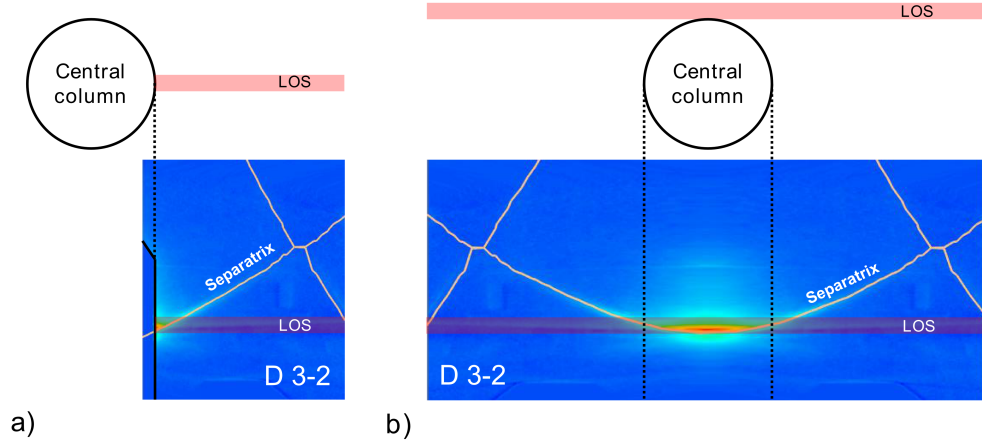 LOS
Central
column
LOS
Central
column
Separatrix
Separatrix
LOS
LOS
D 3-2
D 3-2
a)
b)